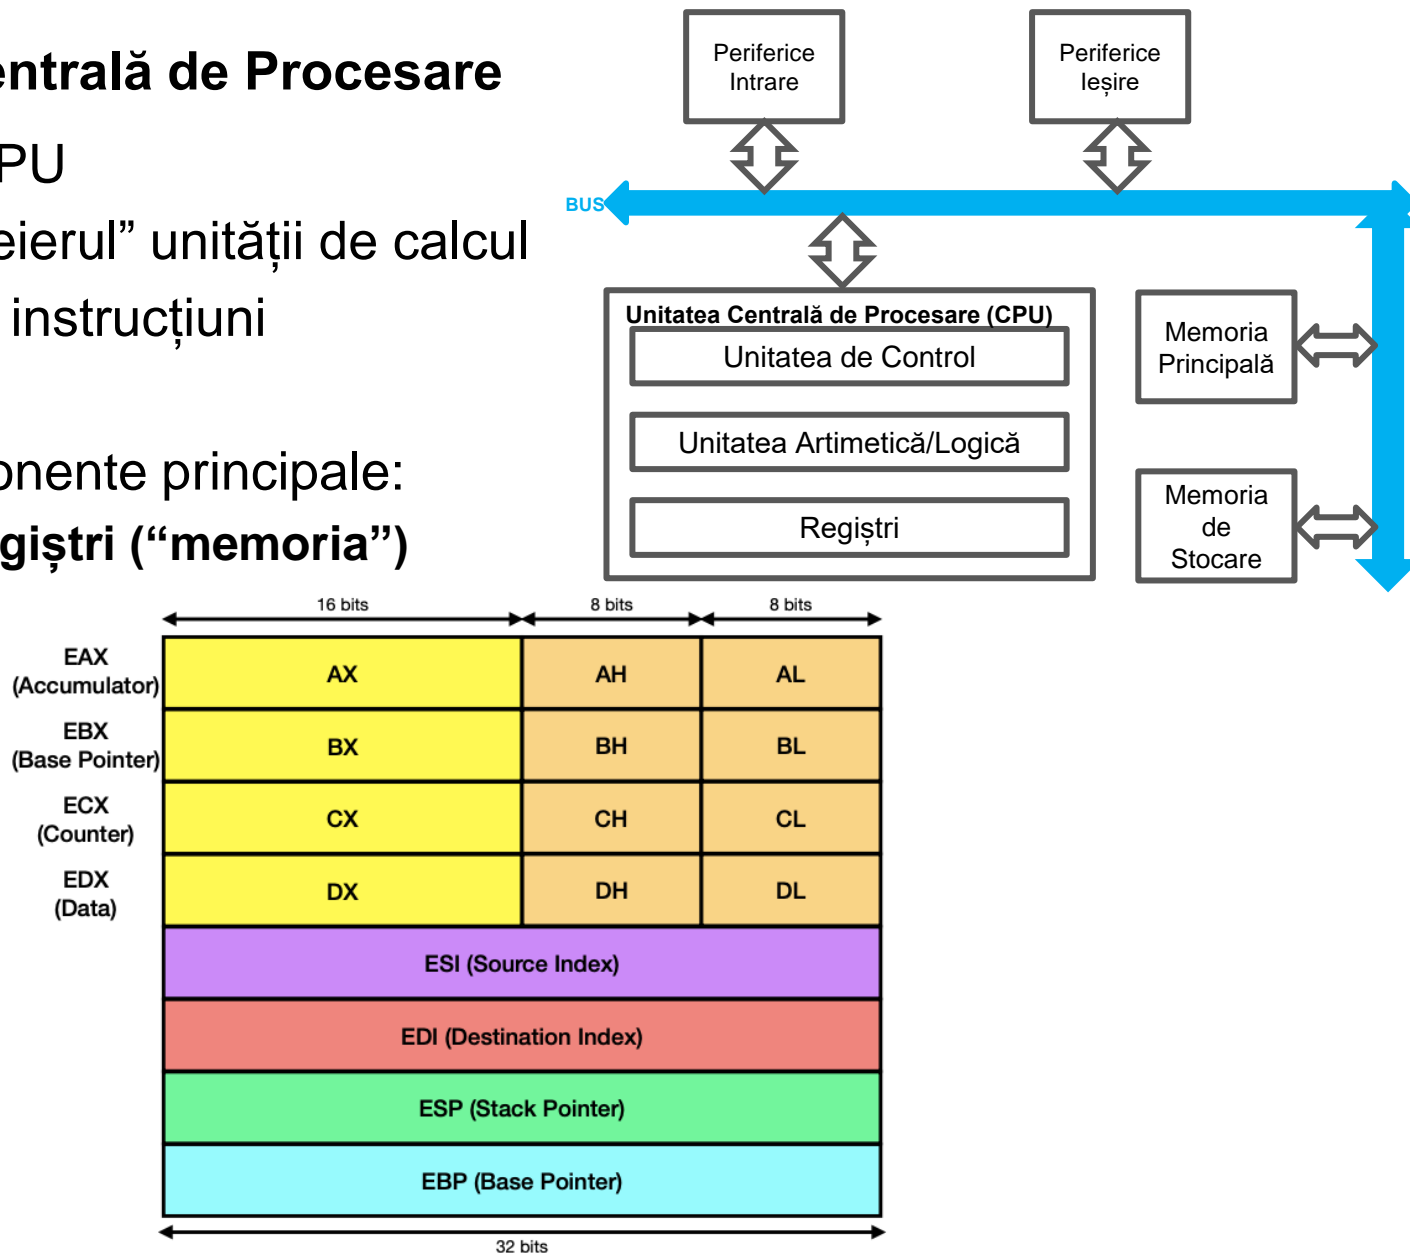 entrală de Procesare
PU
eierul” unității de calcul
instrucțiuni
onente principale:
giștri (“memoria”)
Periferice
Intrare
Periferice
Ieșire
BUS
Unitatea Centrală de Procesare (CPU)
Unitatea de Control
Unitatea Artimetică/Logică
Regiștri
Memoria
Principală
Memoria
de
Stocare
16 bits 8 bits 8 bits
EAX
(Accumulator)
AX AH AL
EBX
(Base Pointer)
BX BH BL
ECX
(Counter)
CX CH CL
EDX
(Data)
DX DH DL
ESI (Source Index)
EDI (Destination Index)
ESP (Stack Pointer)
EBP (Base Pointer)
32 bits